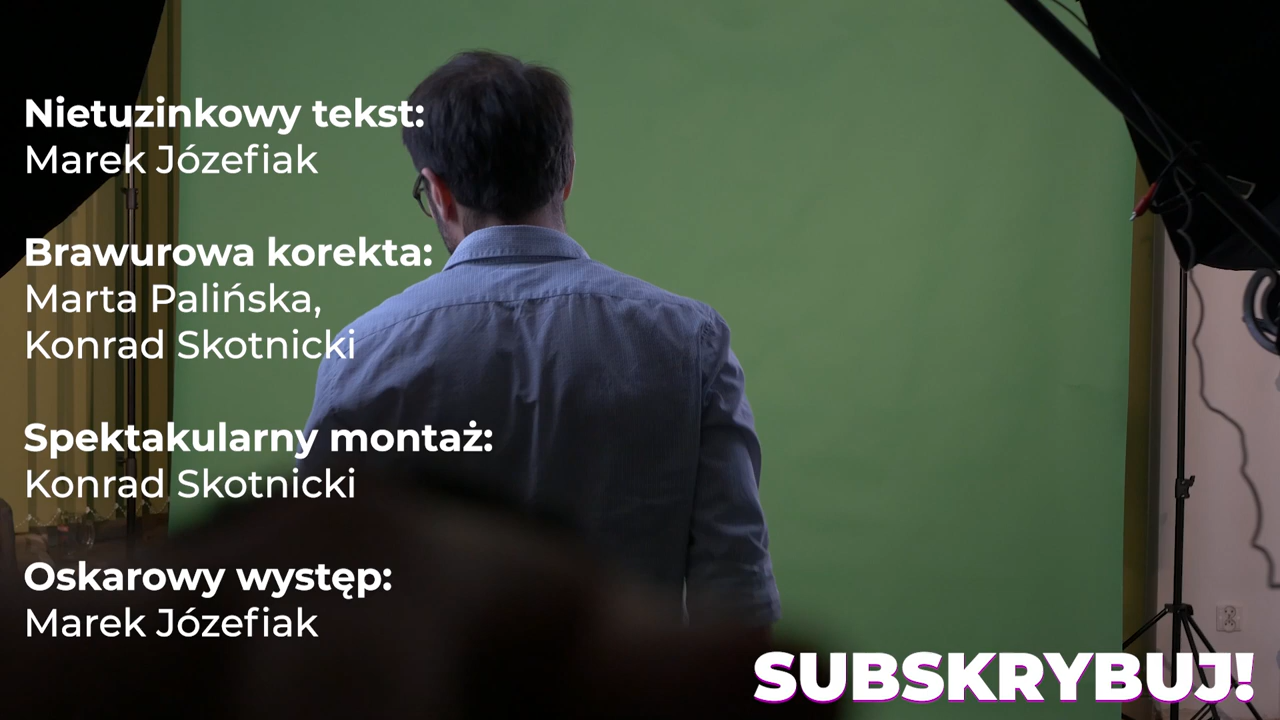 Nietuzinkowy tekst:
Marek Józefiak
Brawurowa korekta:
Marta Palińska,
Konrad Skotnicki
Spektakularny montaż:
Konrad Skotnicki
Oskarowy występ:
Marek Józefiak
SUBSKRYBUJ!